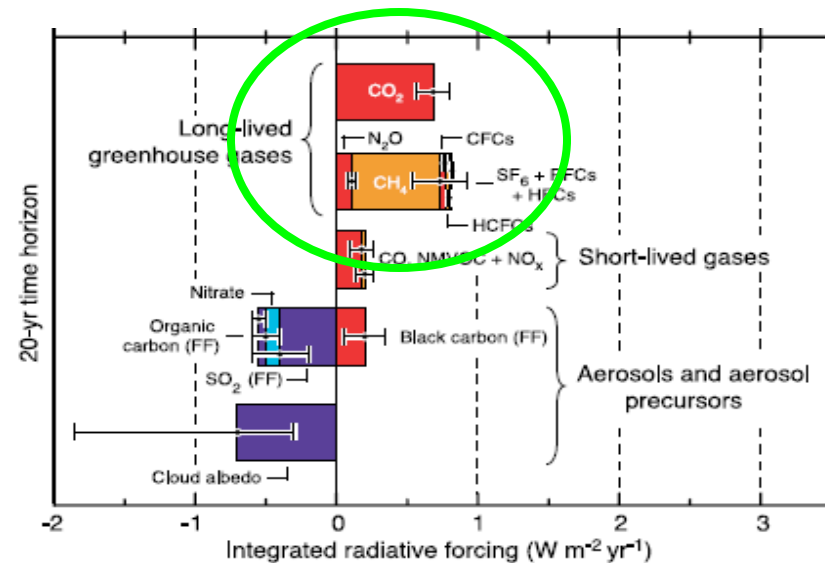 20-yr time horizon
Long-lived
greenhouse gases
CO₂
N₂O
CFCs
CH₄
SF₆ + PFCs
+ HFCs
HCFCs
CO, NMVOC + NOₓ
Short-lived gases
Nitrate
Organic
carbon (FF)
SO₂ (FF)
Black carbon (FF)
Aerosols and aerosol
precursors
Cloud albedo
-2 -1 0 1 2 3
Integrated radiative forcing (W m⁻² yr⁻¹)